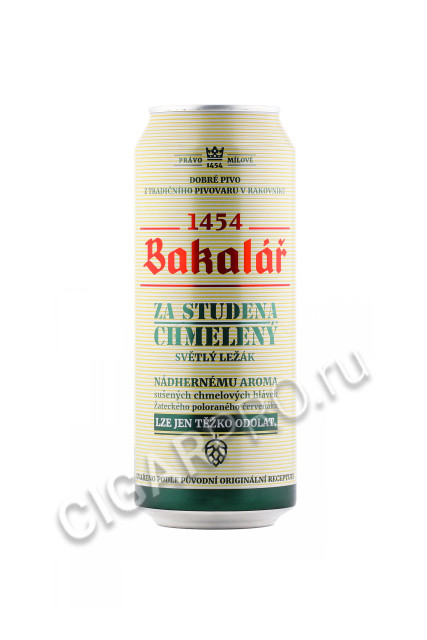 PRÁVO 1454 MÍLOVÉ
DOBRÉ PIVO
Z TRADIČNÍHO PIVOVARU V RAKOVNÍKU
1454
Bakalář
ZA STUDENA
CHMELENÝ
SVĚTLÝ LEŽÁK
NÁDHERNÉMU AROMA
sušených chmelových hlávek
Žateckého poloraného červeňáka
LZE JEN TĚŽKO ODOLAT.
PODLE PŮVODNÍ ORIGINÁLNÍ RECEPTURY
CIGARPRO.ru